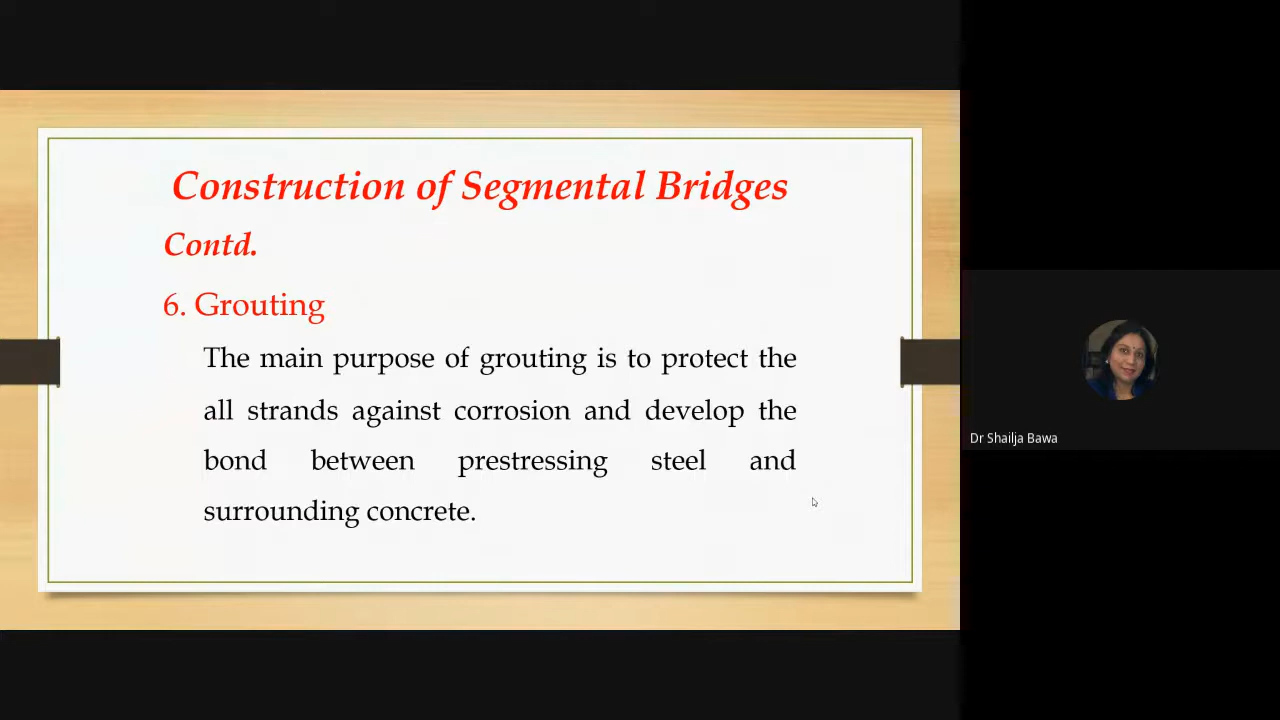 Construction of Segmental Bridges
Contd.
6. Grouting
The main purpose of grouting is to protect the
all strands against corrosion and develop the
bond between prestressing steel and
surrounding concrete.
Dr Shailja Bawa